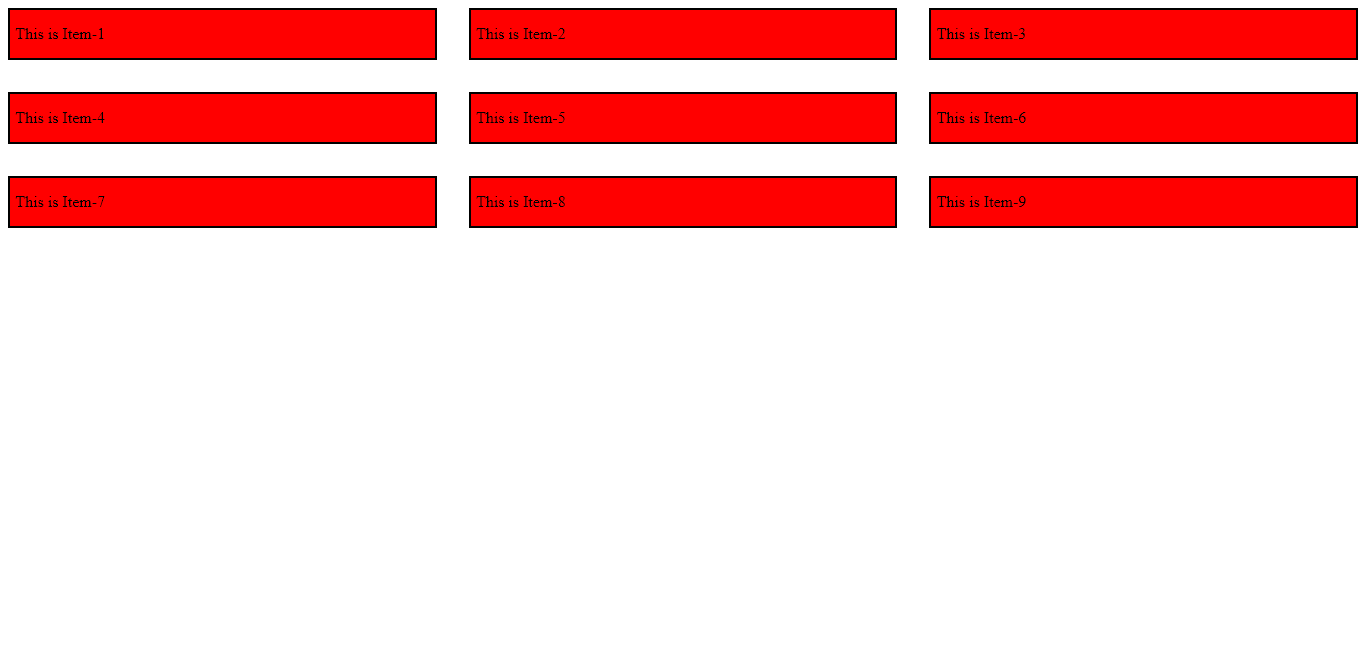 This is Item-1
This is Item-2
This is Item-3
This is Item-4
This is Item-5
This is Item-6
This is Item-7
This is Item-8
This is Item-9